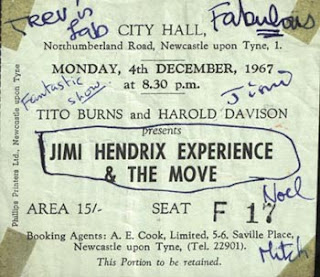 Trev is fab
Fabulous
CITY HALL,
Northumberland Road, Newcastle upon Tyne, 1.
MONDAY, 4th DECEMBER, 1967
at 8.30 p.m.
Fantastic show.
Jimi
TITO BURNS and HAROLD DAVISON
presents
JIMI HENDRIX EXPERIENCE
& THE MOVE
Noel
AREA 15/- SEAT F 17
Mitch
Booking Agents: A. E. Cook, Limited, 5-6, Saville Place,
Newcastle upon Tyne, (Tel. 22901).
This Portion to be retained.
Phillips Printers Ltd., Newcastle upon Tyne